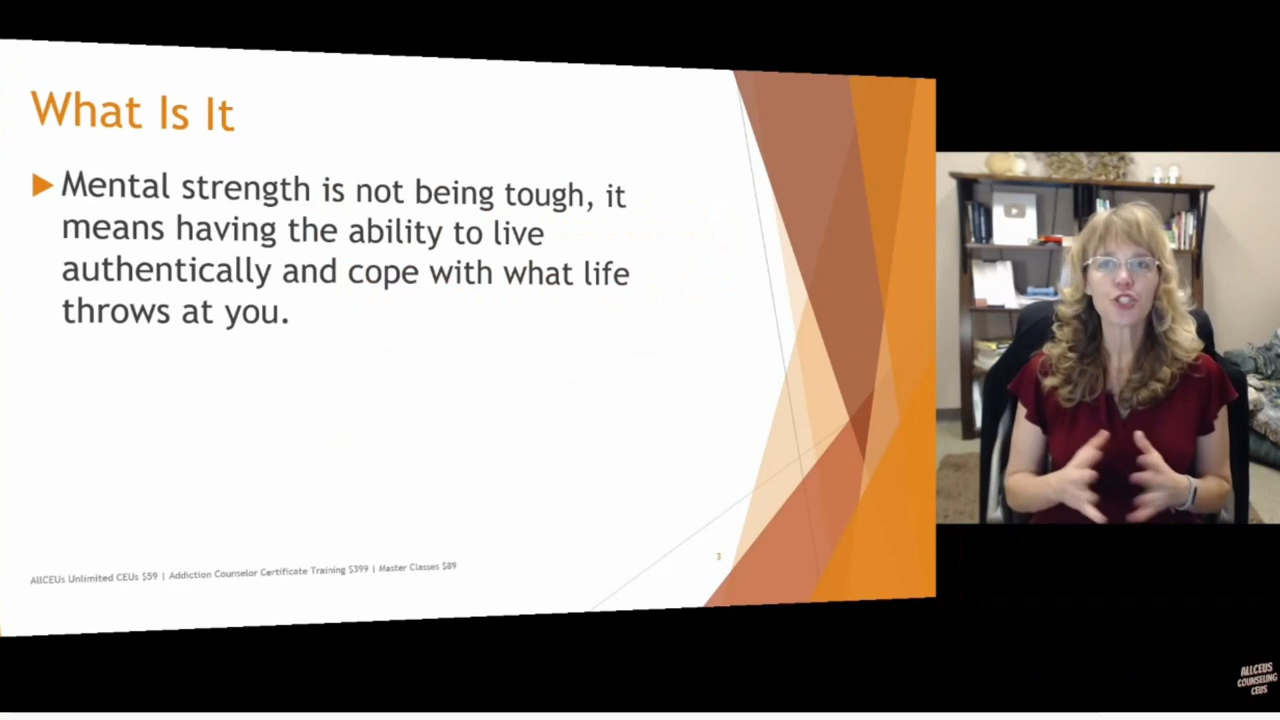 What Is It
Mental strength is not being tough, it
means having the ability to live
authentically and cope with what life
throws at you.
3
AllCEUs Unlimited CEUs $59 | Addiction Counselor Certificate Training $399 | Master Classes $89
ALLCEUS
COUNSELING
CEUS